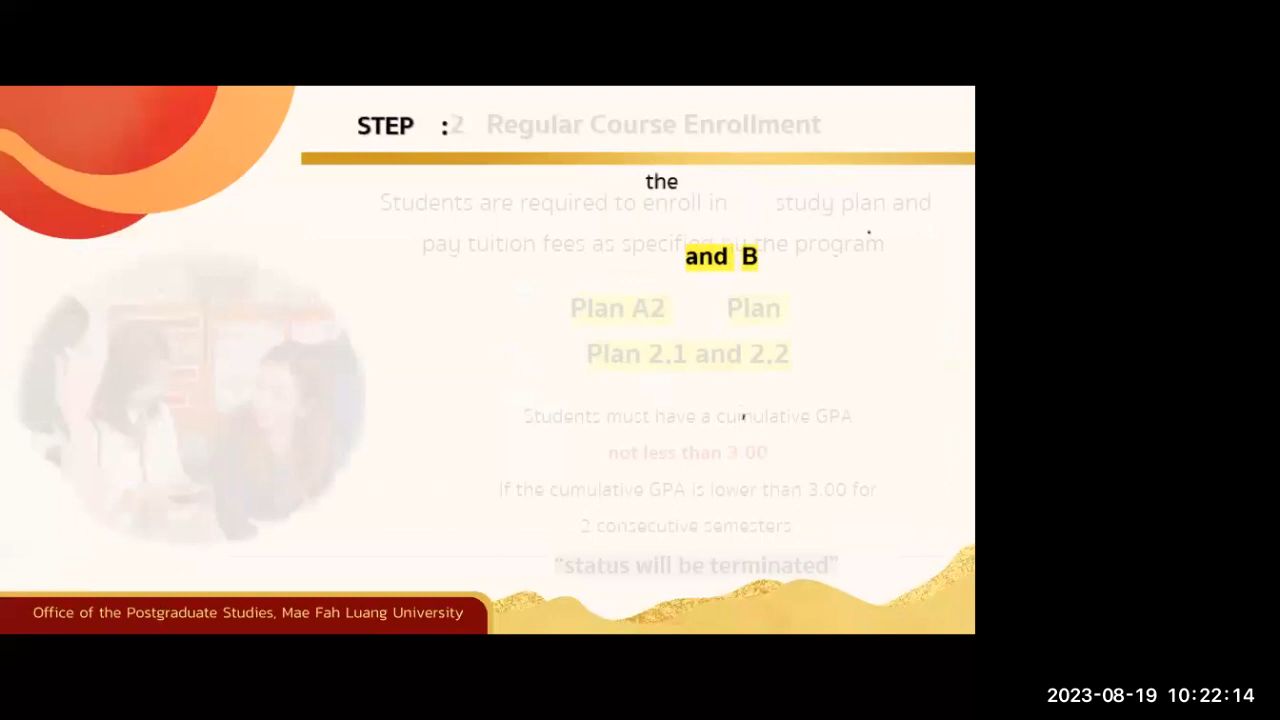 STEP :2 Regular Course Enrollment
the
Students are required to enroll in study plan and
pay tuition fees as specified by the program
and B
Plan A2 Plan
Plan 2.1 and 2.2
Students must have a cumulative GPA
not less than 3.00
If the cumulative GPA is lower than 3.00 for
2 consecutive semesters
“status will be terminated”
Office of the Postgraduate Studies, Mae Fah Luang University
2023-08-19 10:22:14